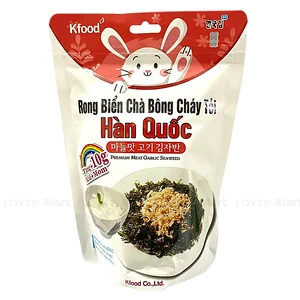 Kfood
Rong Biển Chà Bông Cháy Tỏi
Hàn Quốc
마늘맛 고기 김자반
PREMIUM MEAT GARLIC SEAWEED
10g
Kfood Co.,Ltd.
LOTTE Mart